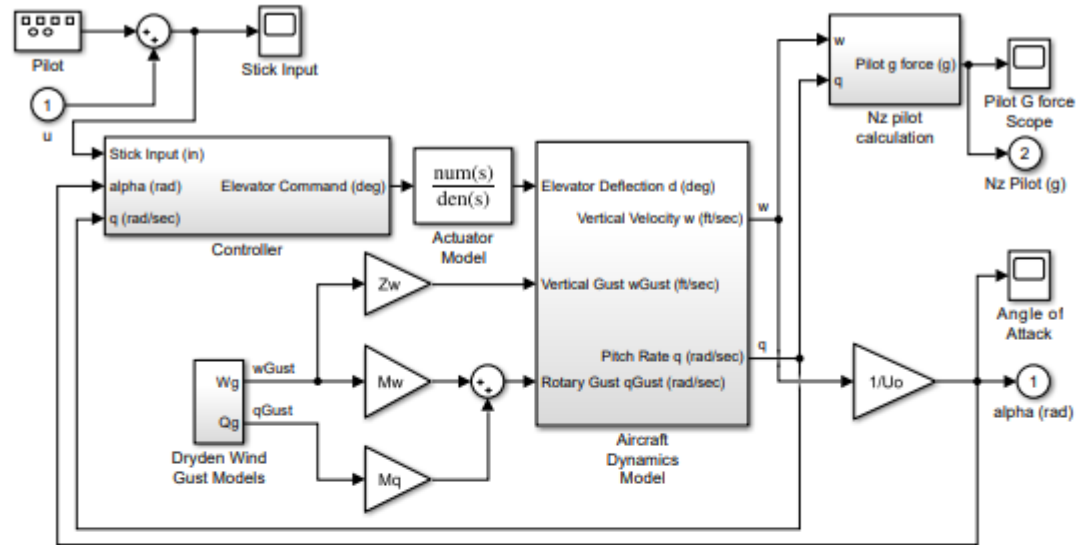 Pilot
1
u
Stick Input
Stick Input (in)
alpha (rad)
q (rad/sec)
Elevator Command (deg)
Controller
num(s)
den(s)
Actuator
Model
Elevator Deflection d (deg)
Vertical Velocity w (ft/sec)
Vertical Gust wGust (ft/sec)
Pitch Rate q (rad/sec)
Rotary Gust qGust (rad/sec)
Aircraft
Dynamics
Model
w
q
w
q
Pilot g force (g)
Nz pilot
calculation
Pilot G force
Scope
2
Nz Pilot (g)
Angle of
Attack
1/Uo
1
alpha (rad)
Zw
Mw
Mq
Wg
Qg
wGust
qGust
Dryden Wind
Gust Models